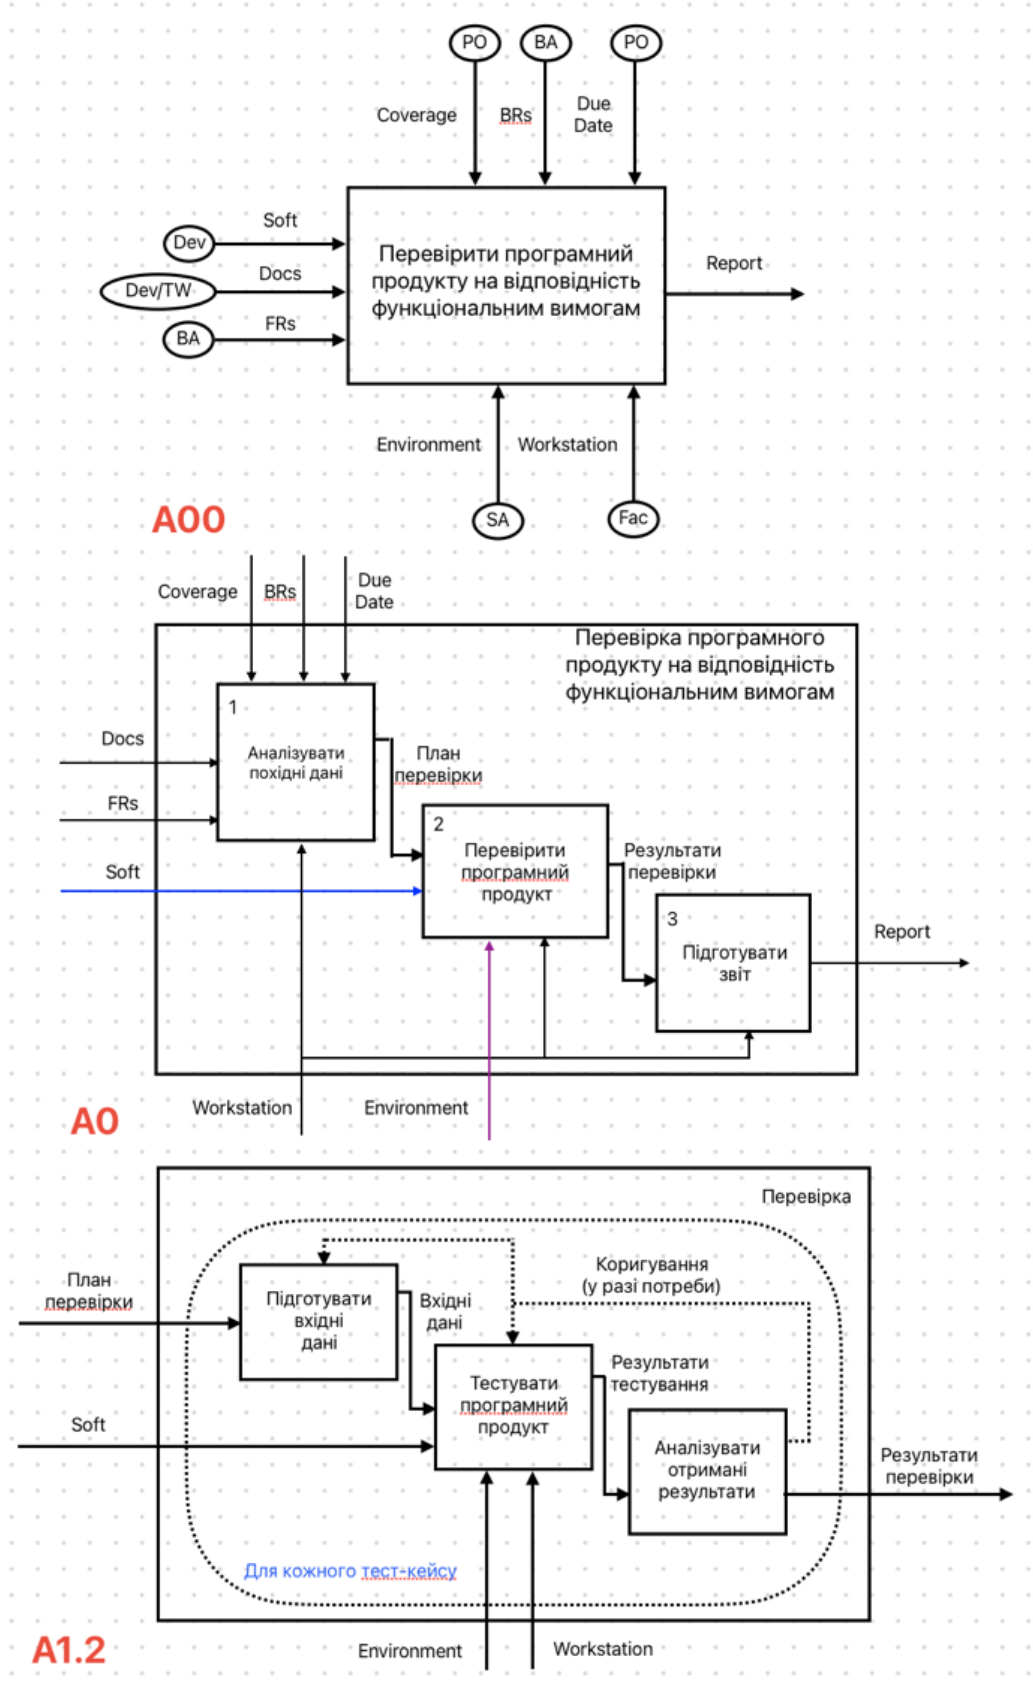 PO
BA
PO
Coverage
BRs
Due
Date
Dev
Soft
Dev/TW
Docs
BA
FRs
Перевірити програмний
продукту на відповідність
функціональним вимогам
Report
Environment
Workstation
SA
Fac
A00
Coverage
BRs
Due
Date
Перевірка програмного
продукту на відповідність
функціональним вимогам
1
Аналізувати
похідні дані
Docs
FRs
Soft
План
перевірки
2
Перевірити
програмний
продукт
Результати
перевірки
3
Підготувати
звіт
Report
Workstation
Environment
A0
Перевірка
План
перевірки
Підготувати
вхідні
дані
Вхідні
дані
Коригування
(у разі потреби)
Soft
Тестувати
програмний
продукт
Результати
тестування
Аналізувати
отримані
результати
Результати
перевірки
Для кожного тест-кейсу
Environment
Workstation
A1.2